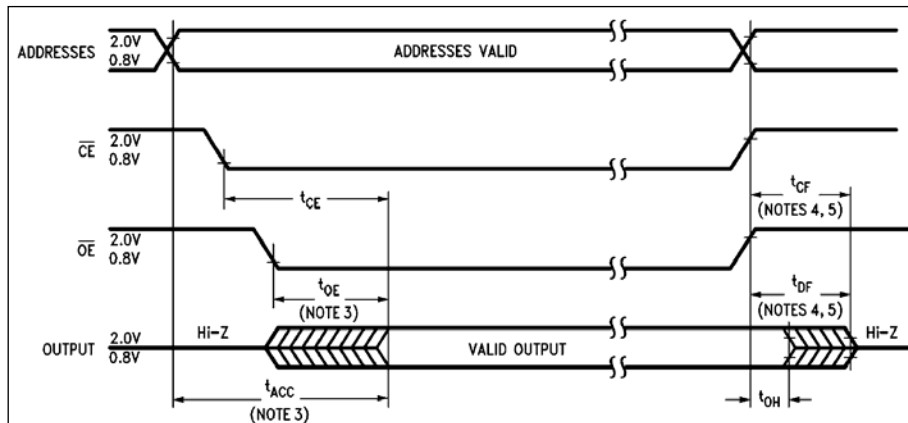 ADDRESSES 2.0V
0.8V
ADDRESSES VALID
CE 2.0V
0.8V
tCE
tCF
(NOTES 4, 5)
OE 2.0V
0.8V
tOE
(NOTE 3)
tDF
(NOTES 4, 5)
OUTPUT 2.0V
0.8V
Hi-Z
VALID OUTPUT
Hi-Z
tACC
(NOTE 3)
tOH